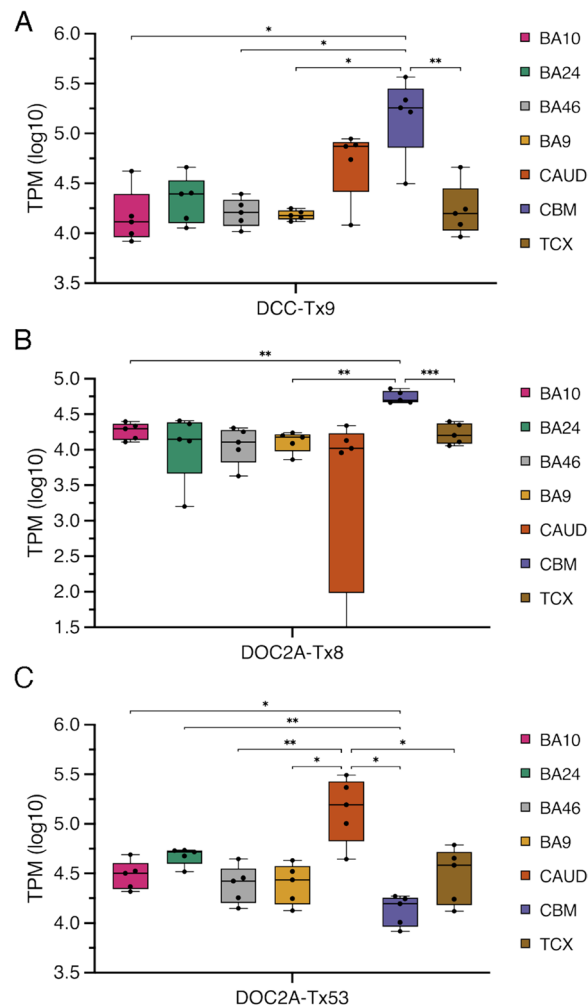 A
* 
*
* **
TPM (log10)
6.0
5.5
5.0
4.5
4.0
3.5
DCC-Tx9
BA10
BA24
BA46
BA9
CAUD
CBM
TCX
B
**
** ***
TPM (log10)
5.0
4.5
4.0
3.5
3.0
2.5
2.0
1.5
DOC2A-Tx8
BA10
BA24
BA46
BA9
CAUD
CBM
TCX
C
*
**
** *
* *
TPM (log10)
6.0
5.5
5.0
4.5
4.0
3.5
DOC2A-Tx53
BA10
BA24
BA46
BA9
CAUD
CBM
TCX